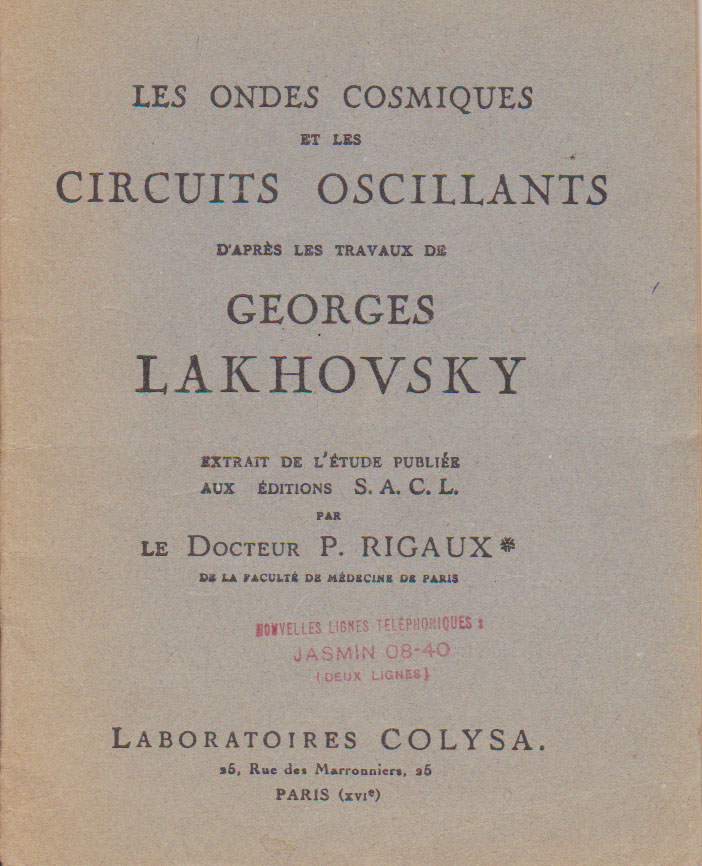 LES ONDES COSMIQUES
ET LES
CIRCUITS OSCILLANTS
D'APRÈS LES TRAVAUX DE
GEORGES
LAKHOVSKY
EXTRAIT DE L'ÉTUDE PUBLIÉE
AUX ÉDITIONS S. A. C. L.
PAR
LE DOCTEUR P. RIGAUX*
DE LA FACULTÉ DE MÉDECINE DE PARIS
NOUVELLES LIGNES TÉLÉPHONIQUES :
JASMIN 08-40
(DEUX LIGNES)
LABORATOIRES COLYSA.
25, Rue des Marronniers, 25
PARIS (XVIe)